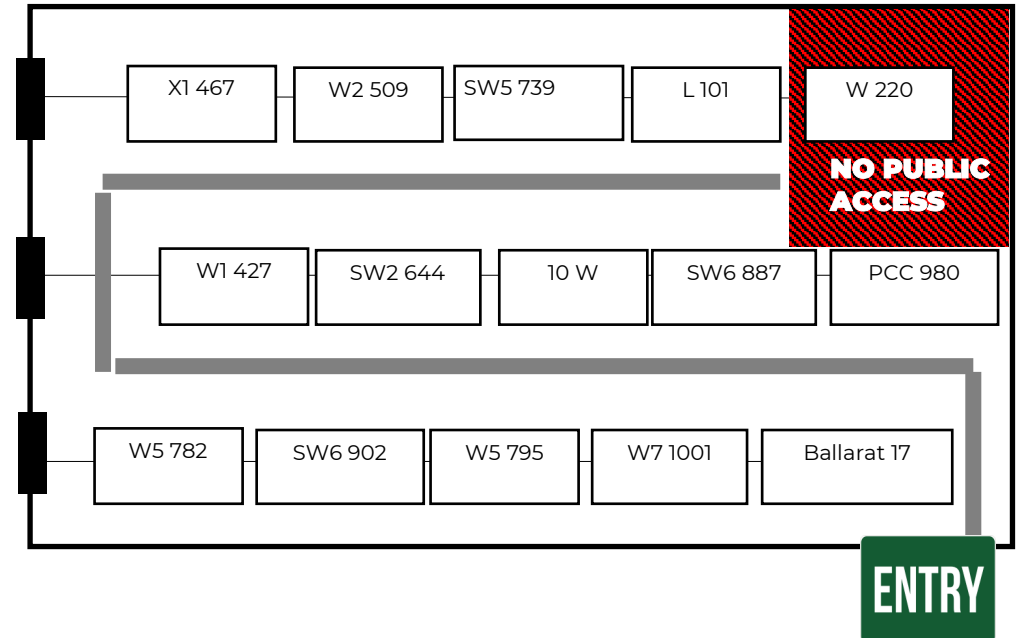 X1 467
W2 509
SW5 739
L 101
W 220
NO PUBLIC
ACCESS
W1 427
SW2 644
10 W
SW6 887
PCC 980
W5 782
SW6 902
W5 795
W7 1001
Ballarat 17
ENTRY